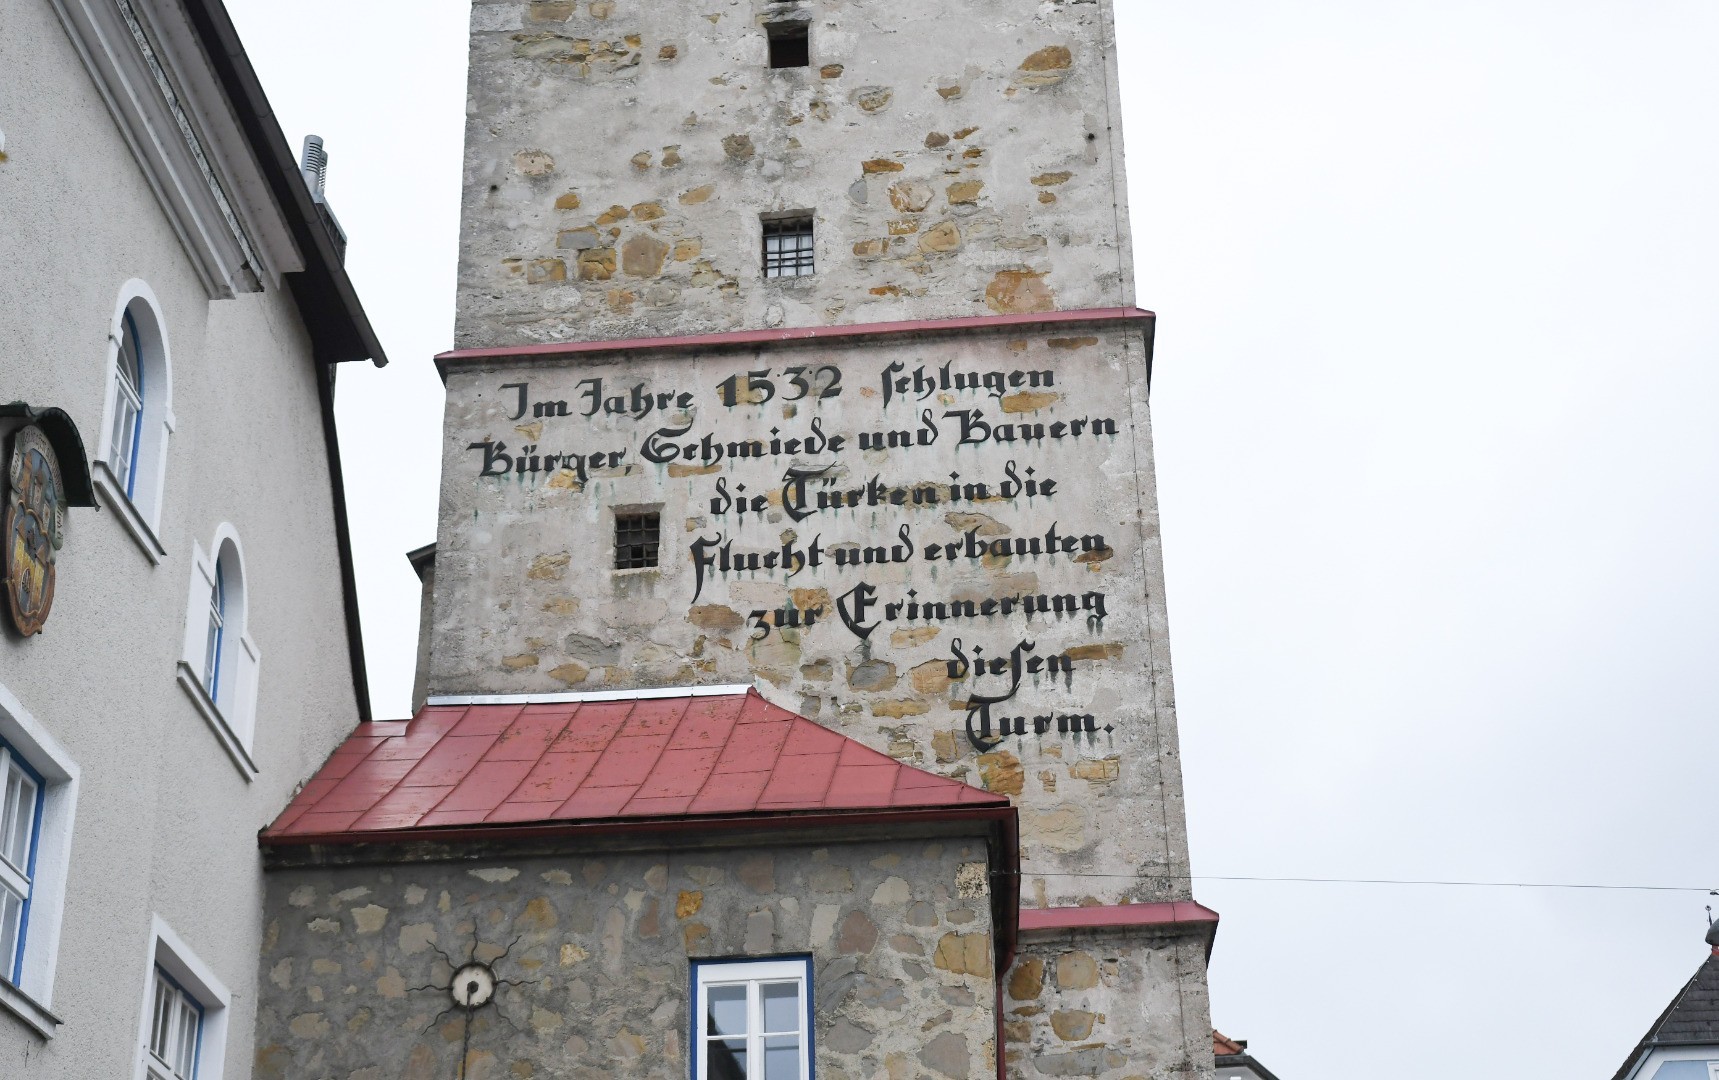 Im Jahre 1532 schlugen
Bürger, Schmiede und Bauern
die Türken in die
Flucht und erbauten
zur Erinnerung
diesen
Turm.